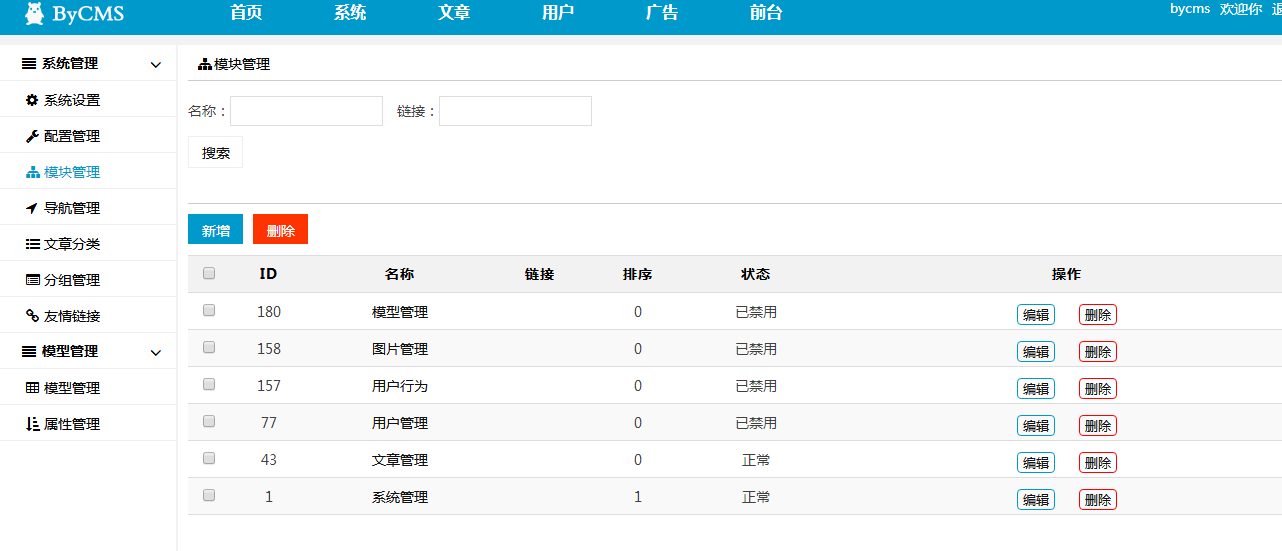 ByCMS 首页 系统 文章 用户 广告 前台 bycms 欢迎你
系统管理
系统设置
配置管理
模块管理
导航管理
文章分类
分组管理
友情链接
模型管理
模型管理
属性管理
模块管理
名称： 链接：
搜索
新增 删除
ID 名称 链接 排序 状态 操作
180 模型管理 0 已禁用 编辑 删除
158 图片管理 0 已禁用 编辑 删除
157 用户行为 0 已禁用 编辑 删除
77 用户管理 0 已禁用 编辑 删除
43 文章管理 0 正常 编辑 删除
1 系统管理 1 正常 编辑 删除